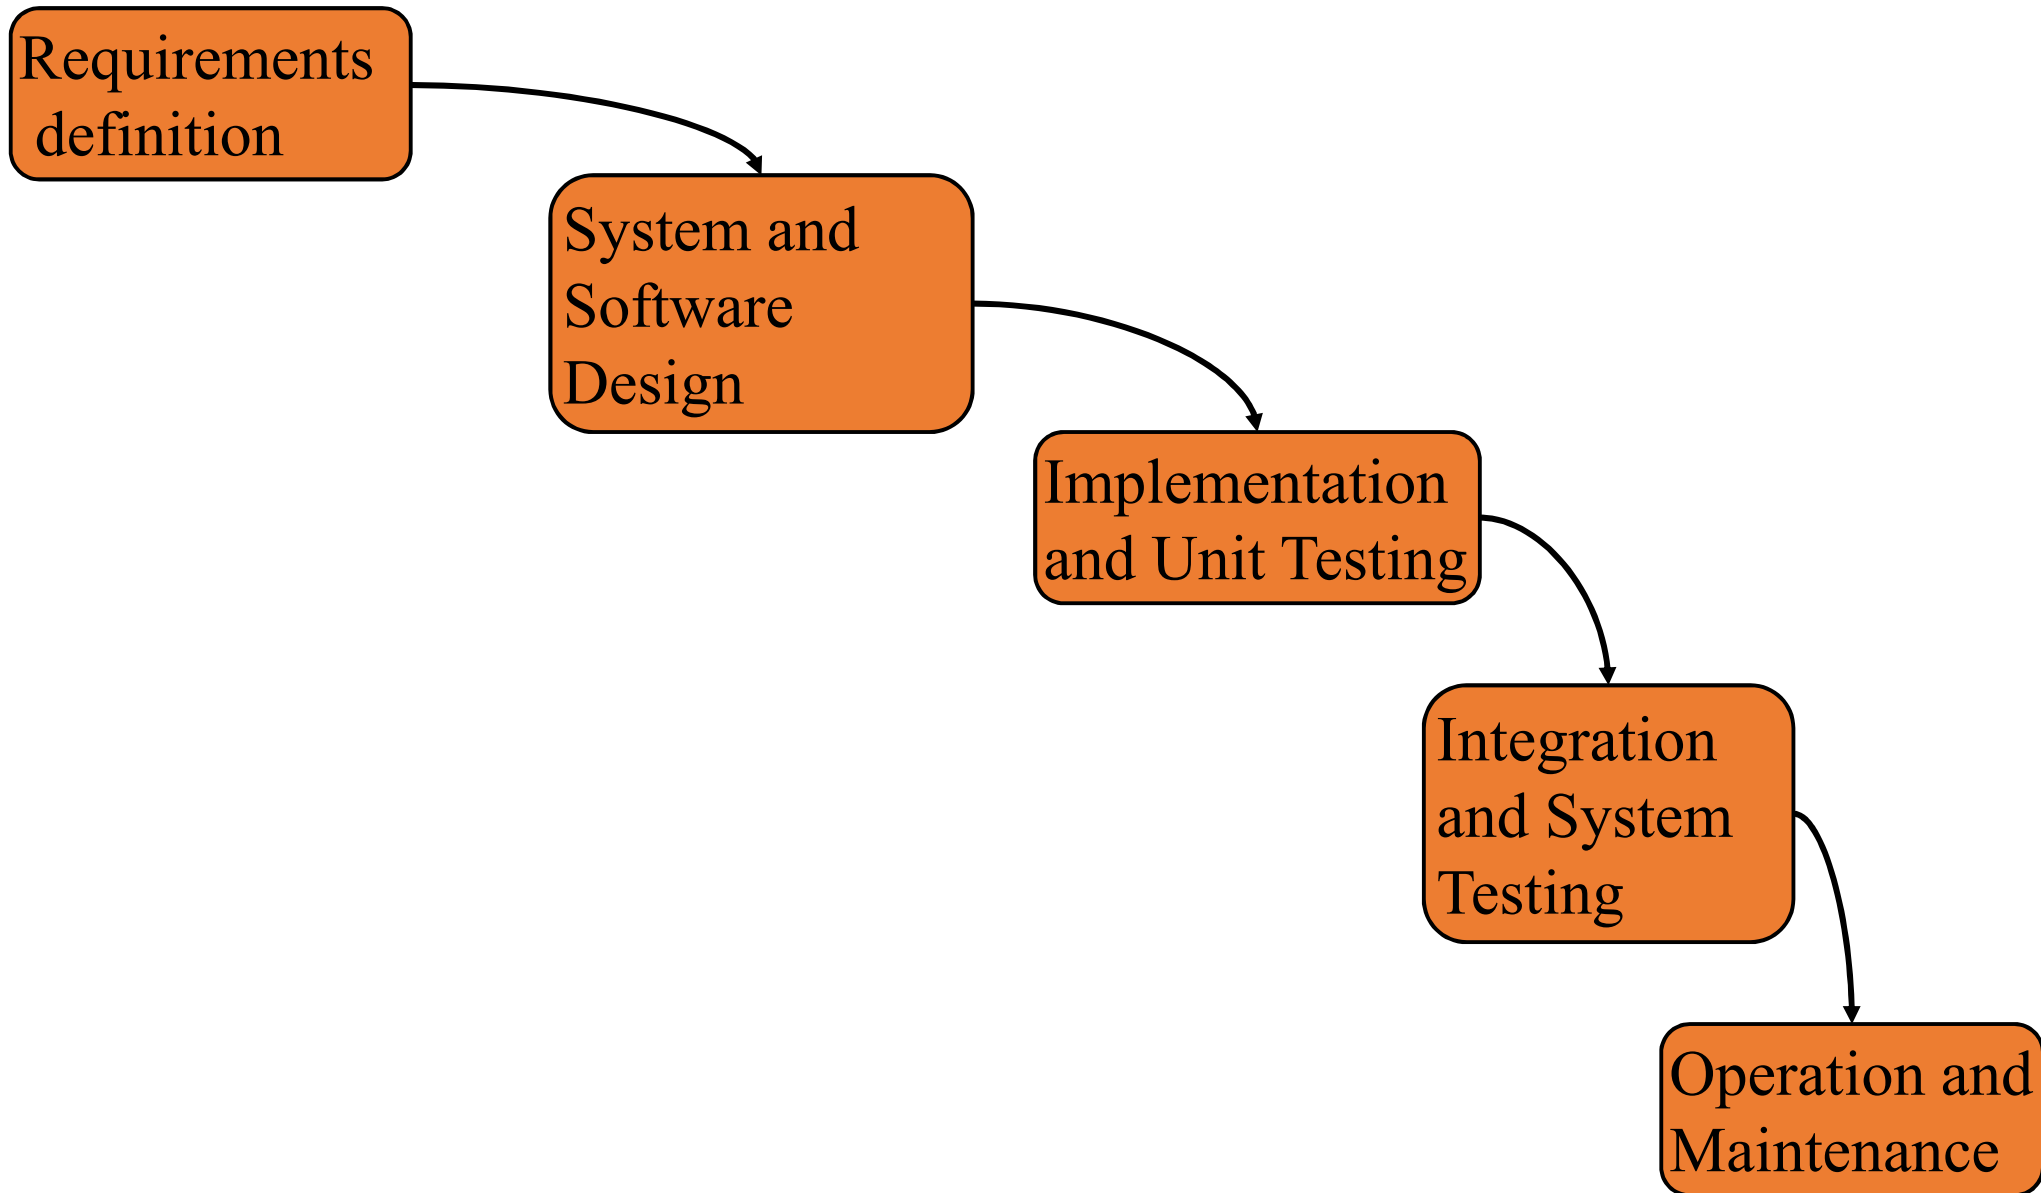 Requirements
definition
System and
Software
Design
Implementation
and Unit Testing
Integration
and System
Testing
Operation and
Maintenance